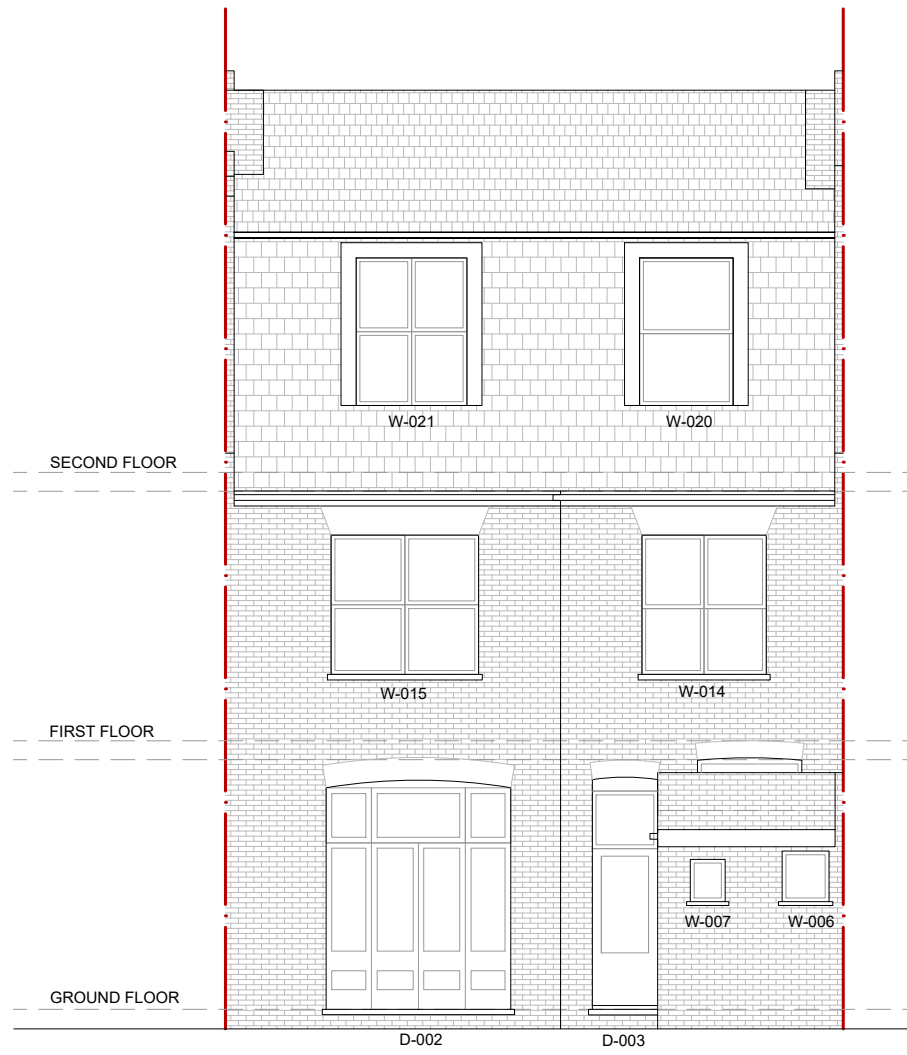 W-021
W-020
SECOND FLOOR
W-015
W-014
FIRST FLOOR
W-007
W-006
GROUND FLOOR
D-002
D-003